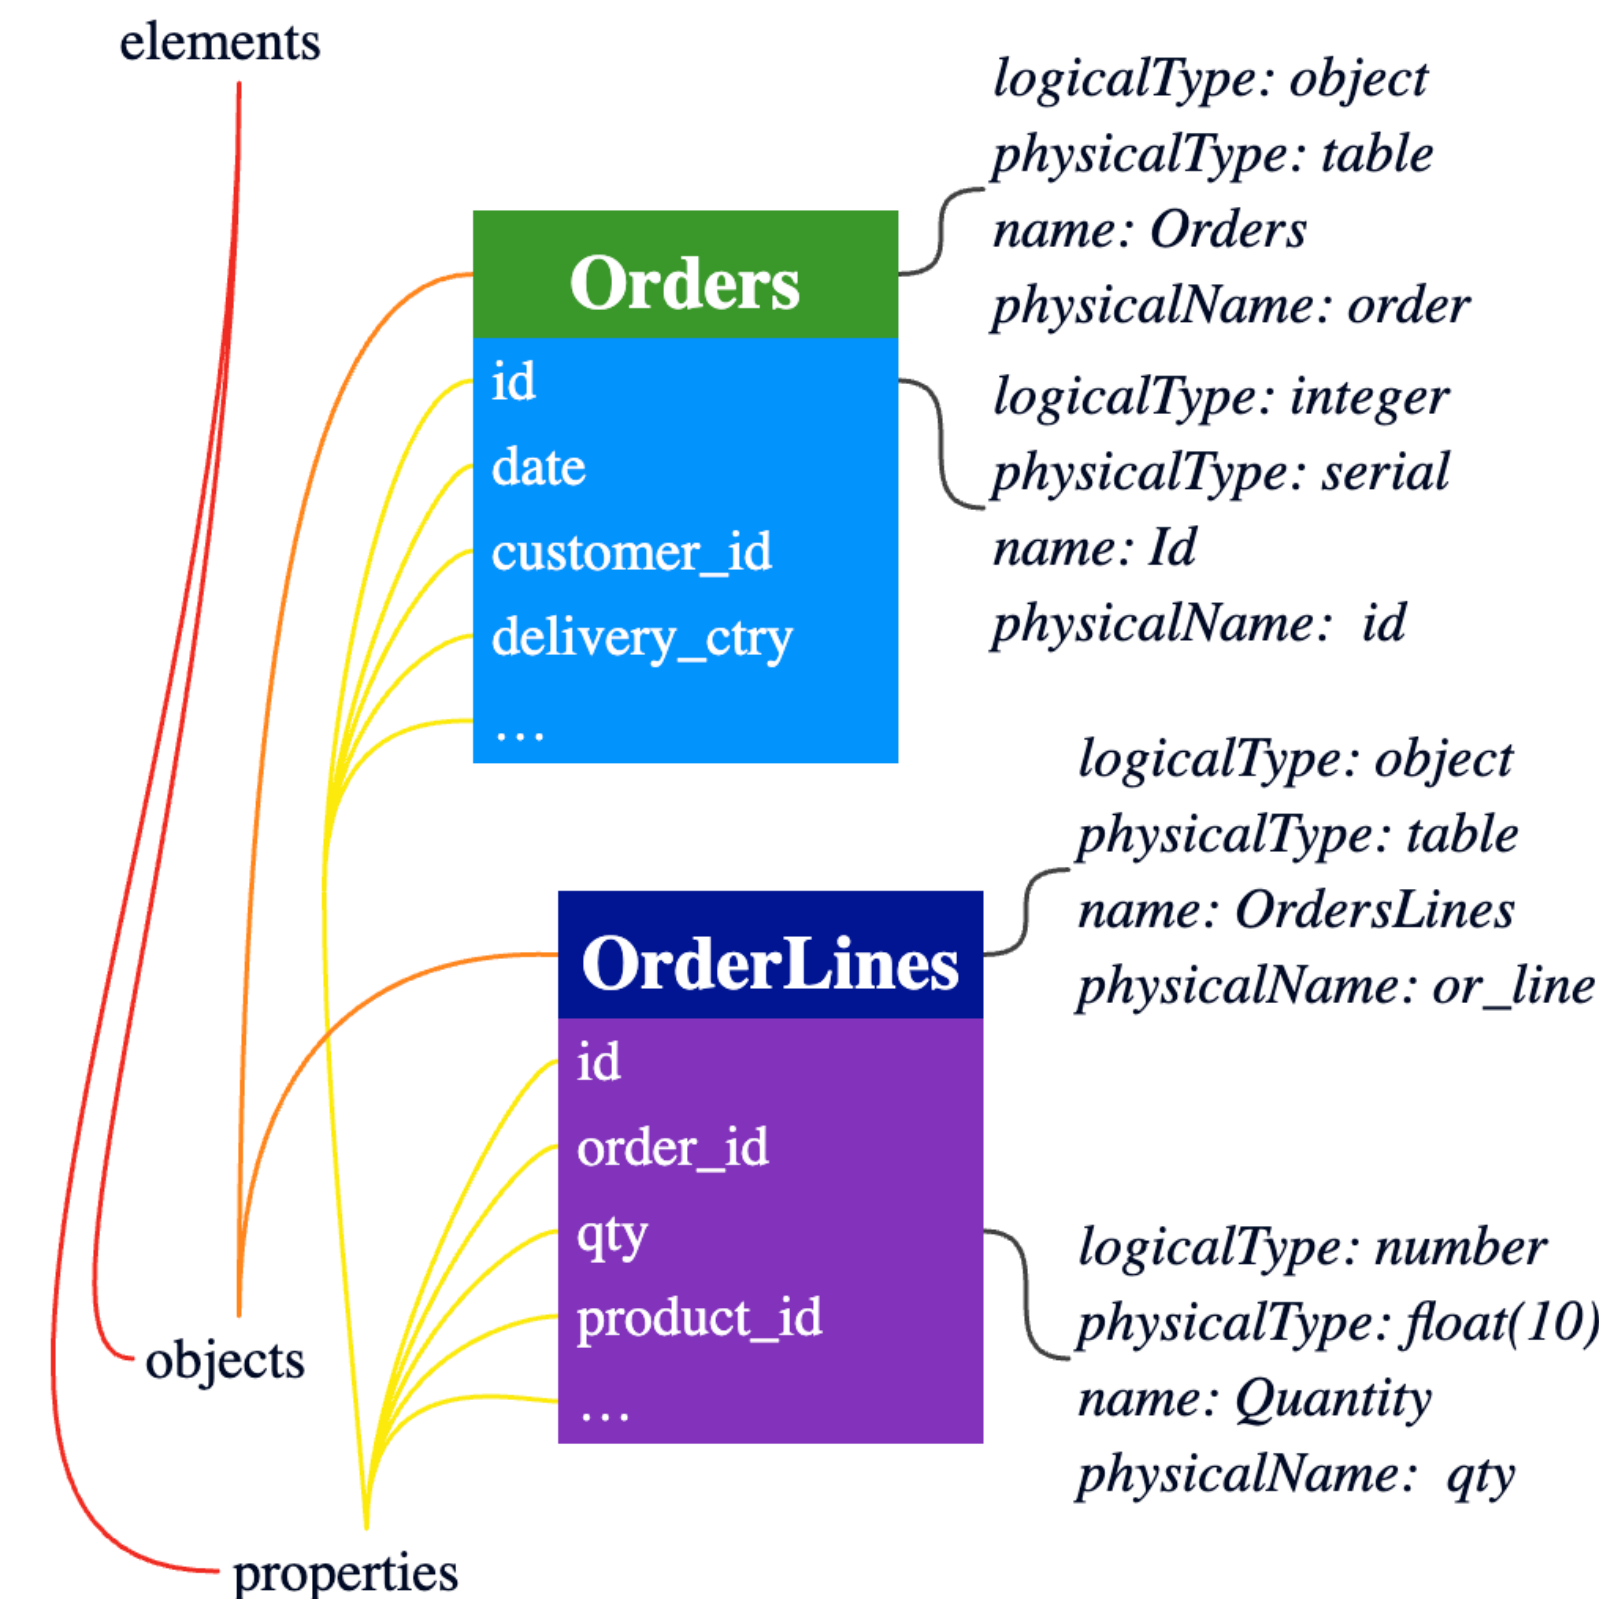 elements
Orders
id
date
customer_id
delivery_ctry
...
logicalType: object
physicalType: table
name: Orders
physicalName: order
logicalType: integer
physicalType: serial
name: Id
physicalName: id
OrderLines
id
order_id
qty
product_id
...
logicalType: object
physicalType: table
name: OrdersLines
physicalName: or_line
logicalType: number
physicalType: float(10)
name: Quantity
physicalName: qty
objects
properties